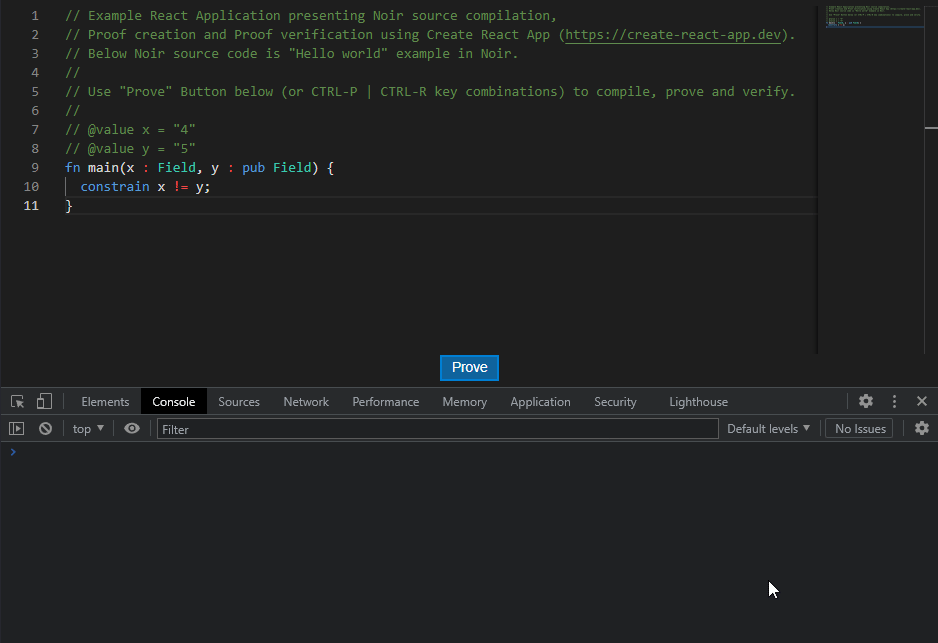 1 // Example React Application presenting Noir source compilation,
2 // Proof creation and Proof verification using Create React App (https://create-react-app.dev).
3 // Below Noir source code is "Hello world" example in Noir.
4 //
5 // Use "Prove" Button below (or CTRL-P | CTRL-R key combinations) to compile, prove and verify.
6 //
7 // @value x = "4"
8 // @value y = "5"
9 fn main(x : Field, y : pub Field) {
10 constrain x != y;
11 }
Prove
Elements Console Sources Network Performance Memory Application Security Lighthouse
top Filter Default levels No Issues